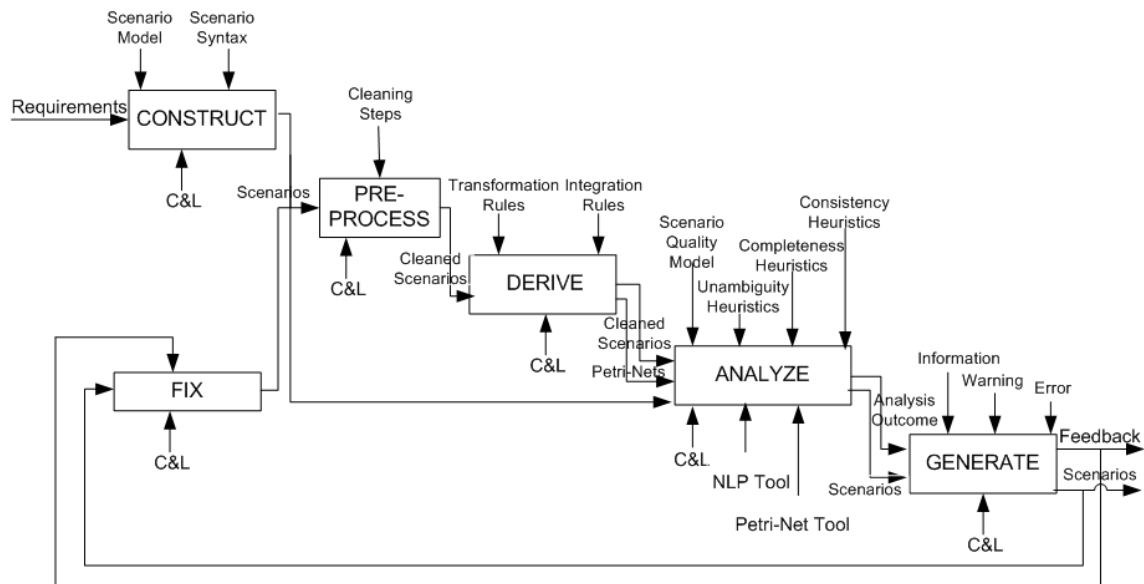 Scenario
Model
Scenario
Syntax
Requirements
CONSTRUCT
C&L
Cleaning
Steps
Scenarios
PRE-
PROCESS
C&L
Transformation
Rules
Integration
Rules
Cleaned
Scenarios
DERIVE
C&L
Scenario
Quality
Model
Unambiguity
Heuristics
Completeness
Heuristics
Consistency
Heuristics
Cleaned
Scenarios
Petri-Nets
ANALYZE
C&L
NLP Tool
Petri-Net Tool
FIX
C&L
Analysis
Outcome
Scenarios
Information
Warning
Error
GENERATE
C&L
Feedback
Scenarios